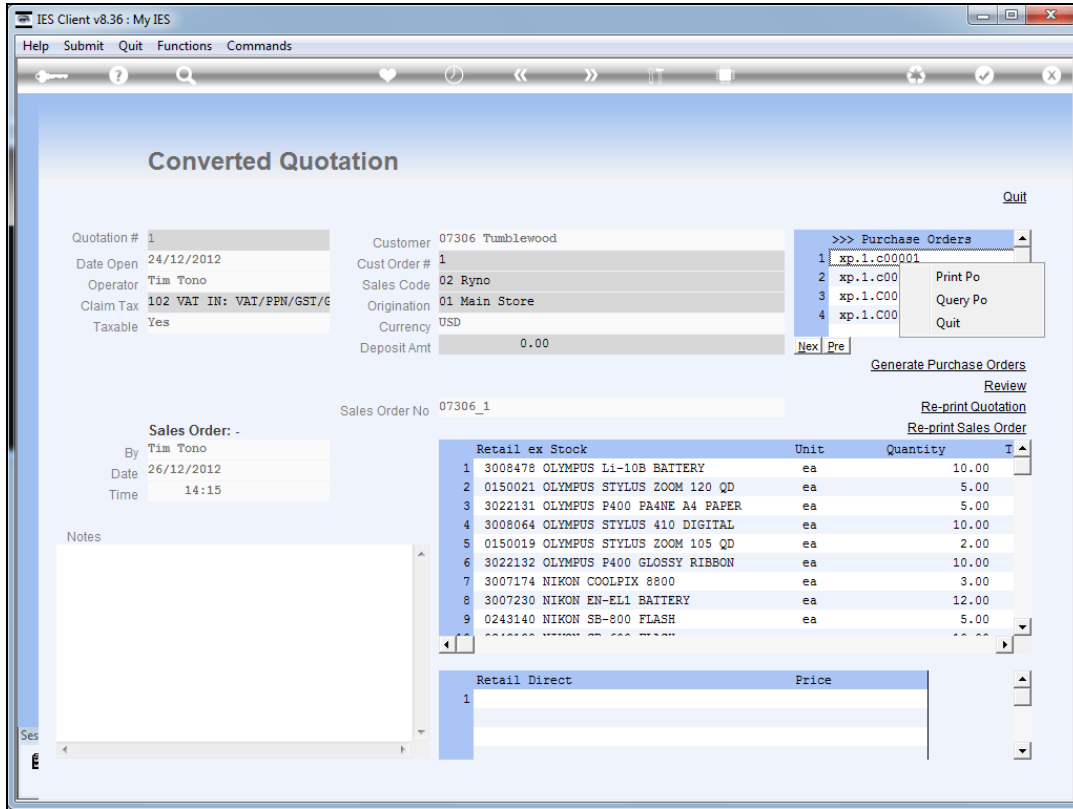 IES Client v8.36 : My IES
Help Submit Quit Functions Commands
Converted Quotation
Quit
Quotation # 1
Date Open 24/12/2012
Operator Tim Tono
Claim Tax 102 VAT IN: VAT/PPN/GST/G
Taxable Yes
Customer 07306 Tumblewood
Cust Order # 1
Sales Code 02 Ryno
Origination 01 Main Store
Currency USD
Deposit Amt 0.00
>>> Purchase Orders
1 xp.1.c00001
2 xp.1.c00
3 xp.1.C00
4 xp.1.C00
Print Po
Query Po
Quit
Nex Pre
Generate Purchase Orders
Review
Re-print Quotation
Re-print Sales Order
Sales Order No 07306_1
Sales Order: -
By Tim Tono
Date 26/12/2012
Time 14:15
Notes
Retail ex Stock Unit Quantity T
1 3008478 OLYMPUS Li-10B BATTERY ea 10.00
2 0150021 OLYMPUS STYLUS ZOOM 120 QD ea 5.00
3 3022131 OLYMPUS P400 PA4NE A4 PAPER ea 5.00
4 3008064 OLYMPUS STYLUS 410 DIGITAL ea 10.00
5 0150019 OLYMPUS STYLUS ZOOM 105 QD ea 2.00
6 3022132 OLYMPUS P400 GLOSSY RIBBON ea 10.00
7 3007174 NIKON COOLPIX 8800 ea 3.00
8 3007230 NIKON EN-EL1 BATTERY ea 12.00
9 0243140 NIKON SB-800 FLASH ea 5.00
Retail Direct Price
1
Ses